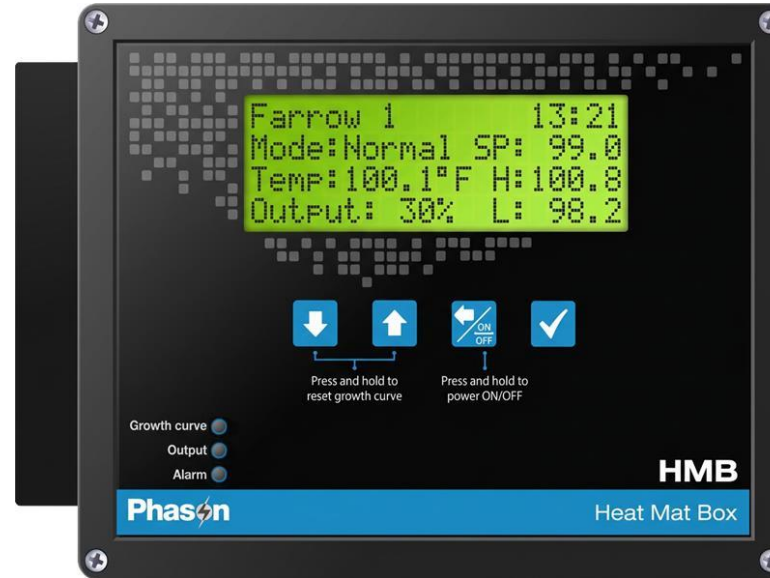 Farrow 1 13:21
Mode:Normal SP: 99.0
Temp:100.1°F H:100.8
Output: 30% L: 98.2
ON
OFF
Press and hold to
reset growth curve
Press and hold to
power ON/OFF
Growth curve
Output
Alarm
HMB
Phason
Heat Mat Box